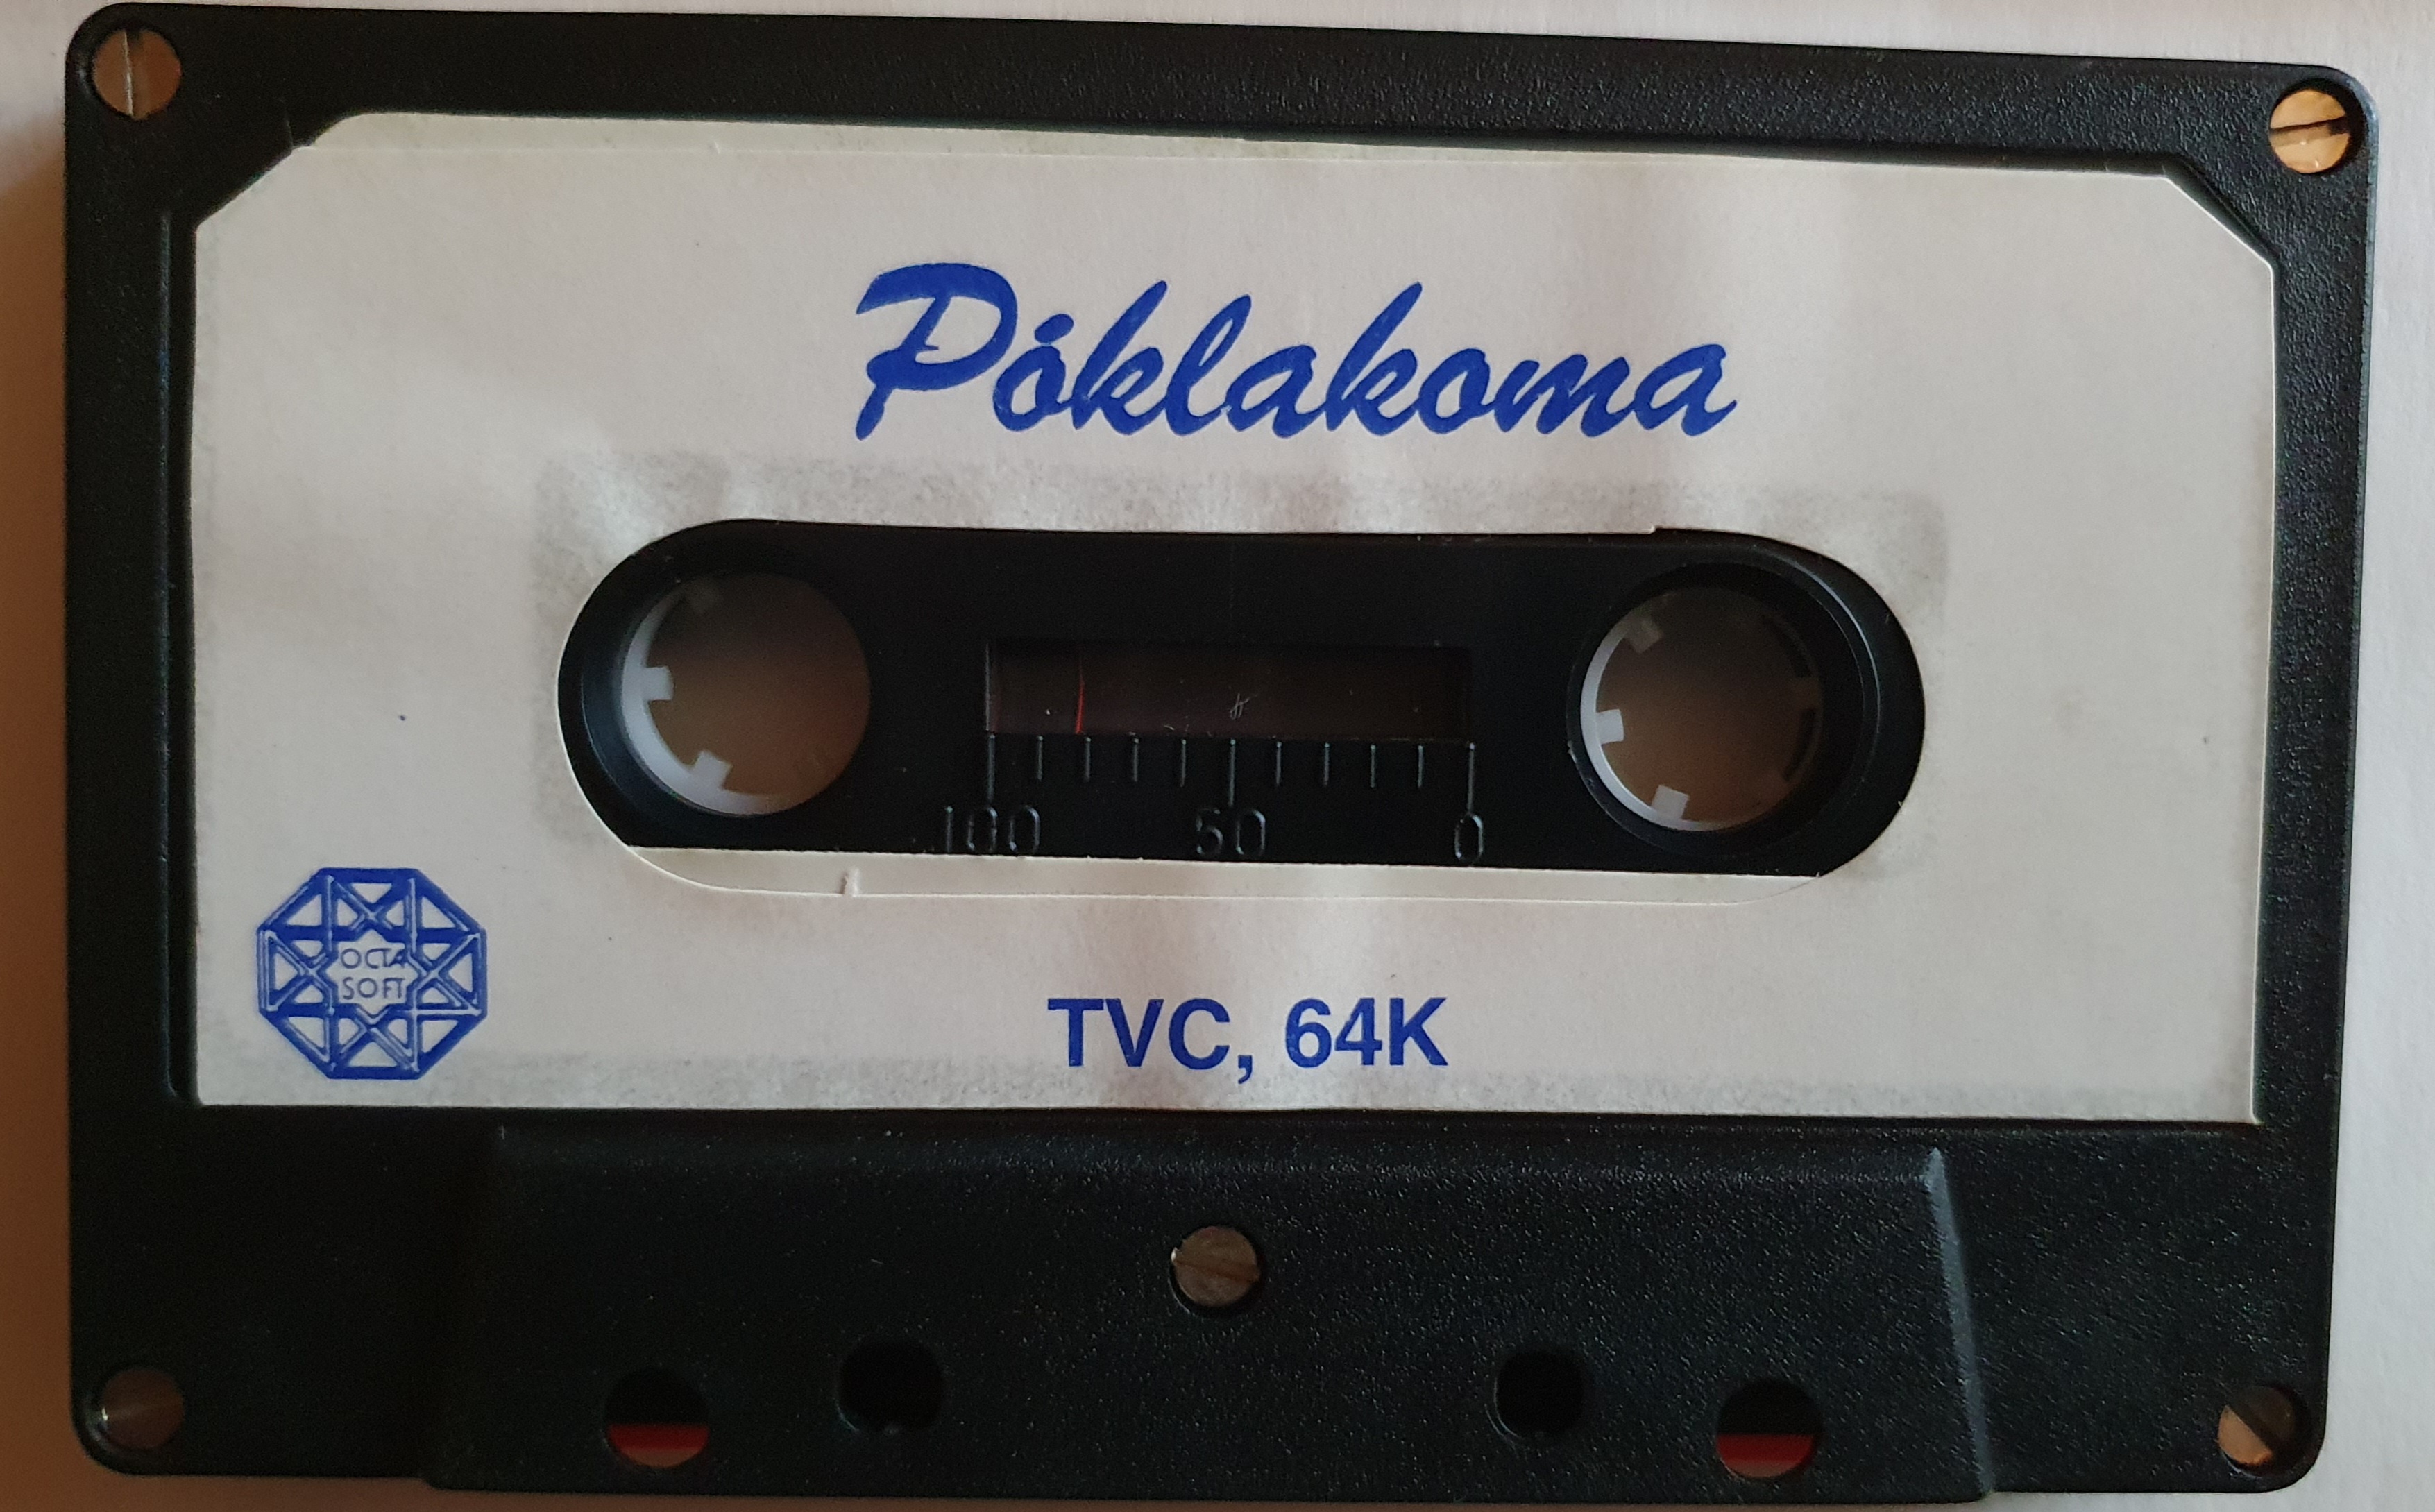 Póklakoma
100 50 0
OCTA
SOFT
TVC, 64K